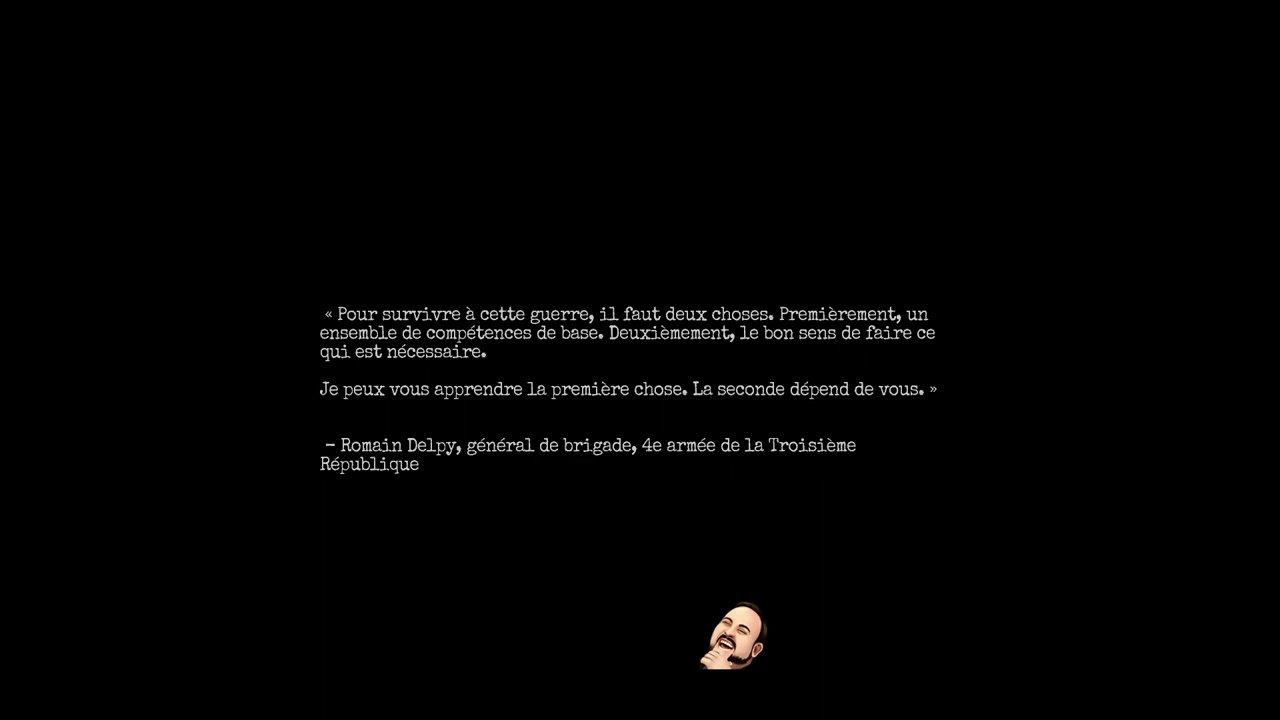 « Pour survivre à cette guerre, il faut deux choses. Premièrement, un
ensemble de compétences de base. Deuxièmement, le bon sens de faire ce
qui est nécessaire.
Je peux vous apprendre la première chose. La seconde dépend de vous. »
– Romain Delpy, général de brigade, 4e armée de la Troisième
République